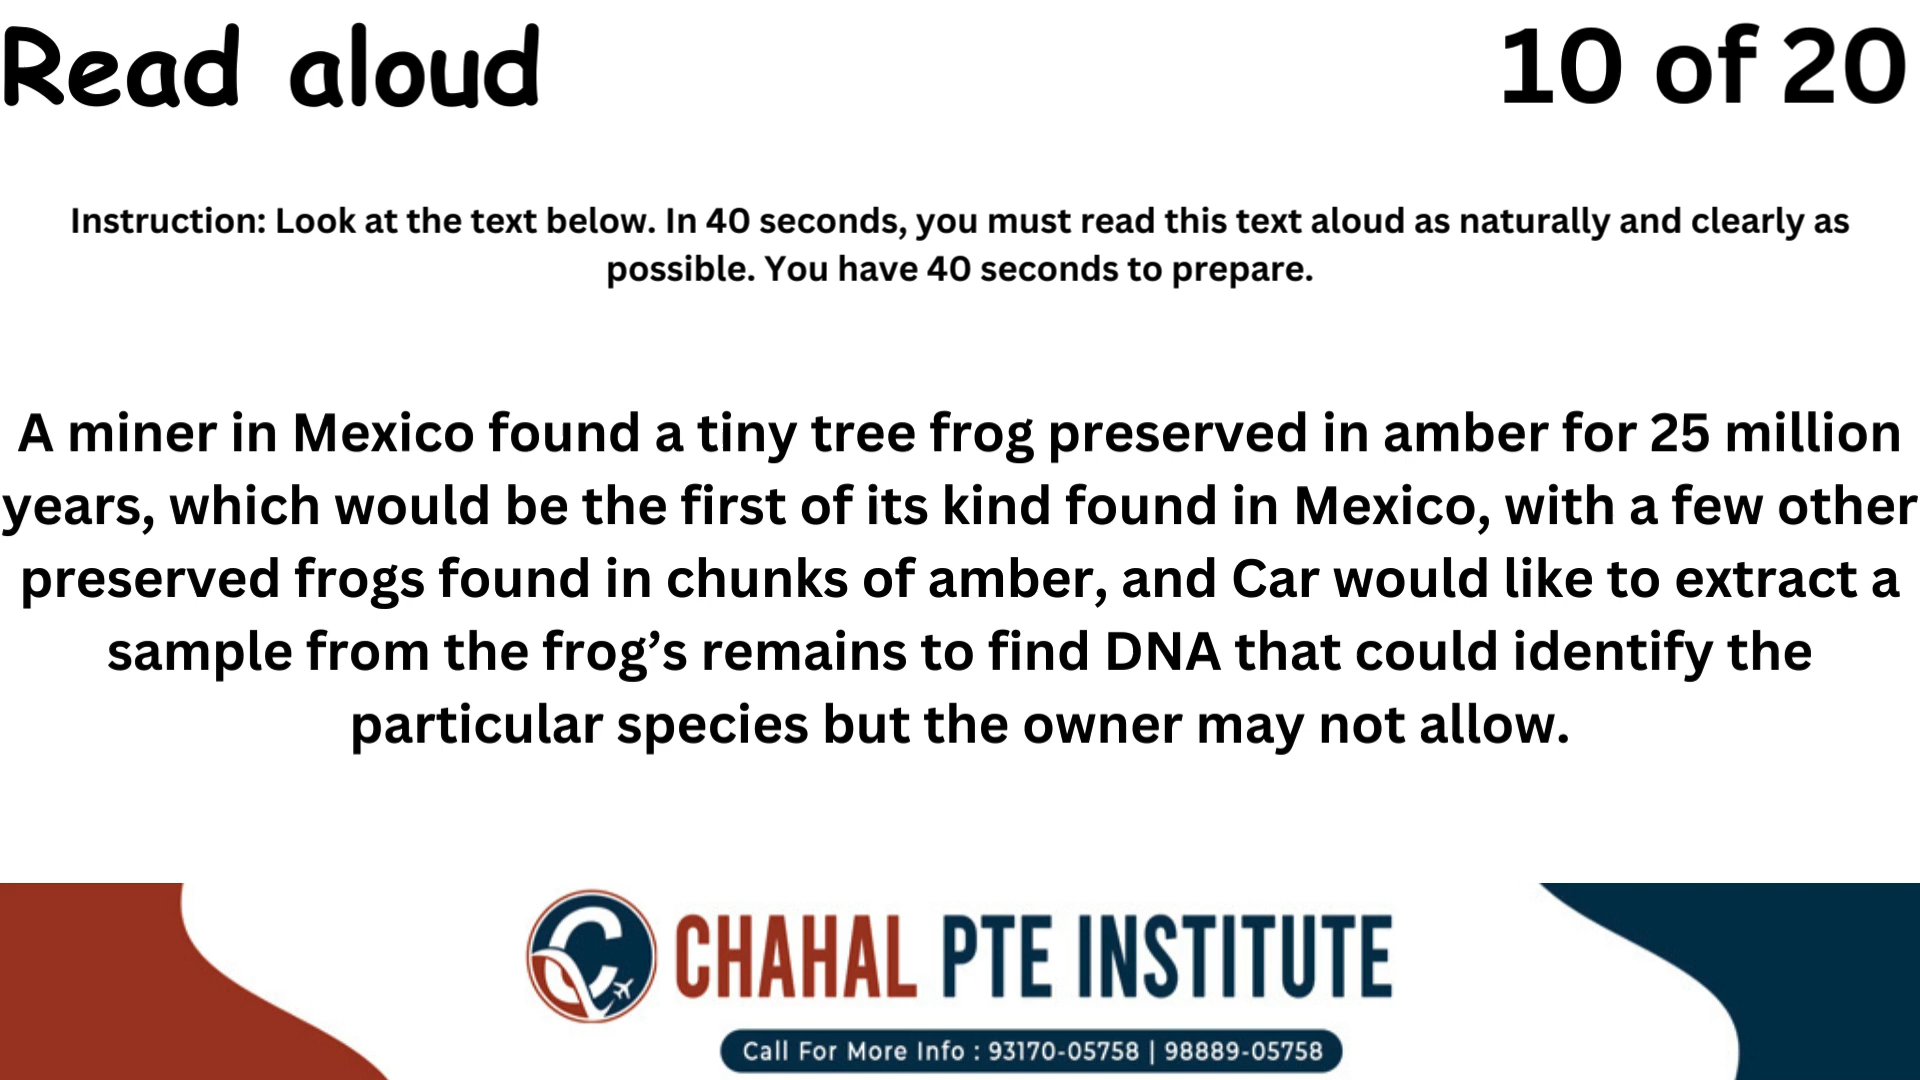 Read aloud
10 of 20
Instruction: Look at the text below. In 40 seconds, you must read this text aloud as naturally and clearly as
possible. You have 40 seconds to prepare.
A miner in Mexico found a tiny tree frog preserved in amber for 25 million
years, which would be the first of its kind found in Mexico, with a few other
preserved frogs found in chunks of amber, and Car would like to extract a
sample from the frog’s remains to find DNA that could identify the
particular species but the owner may not allow.
CHAHAL PTE INSTITUTE
Call For More Info : 93170-05758 | 98889-05758